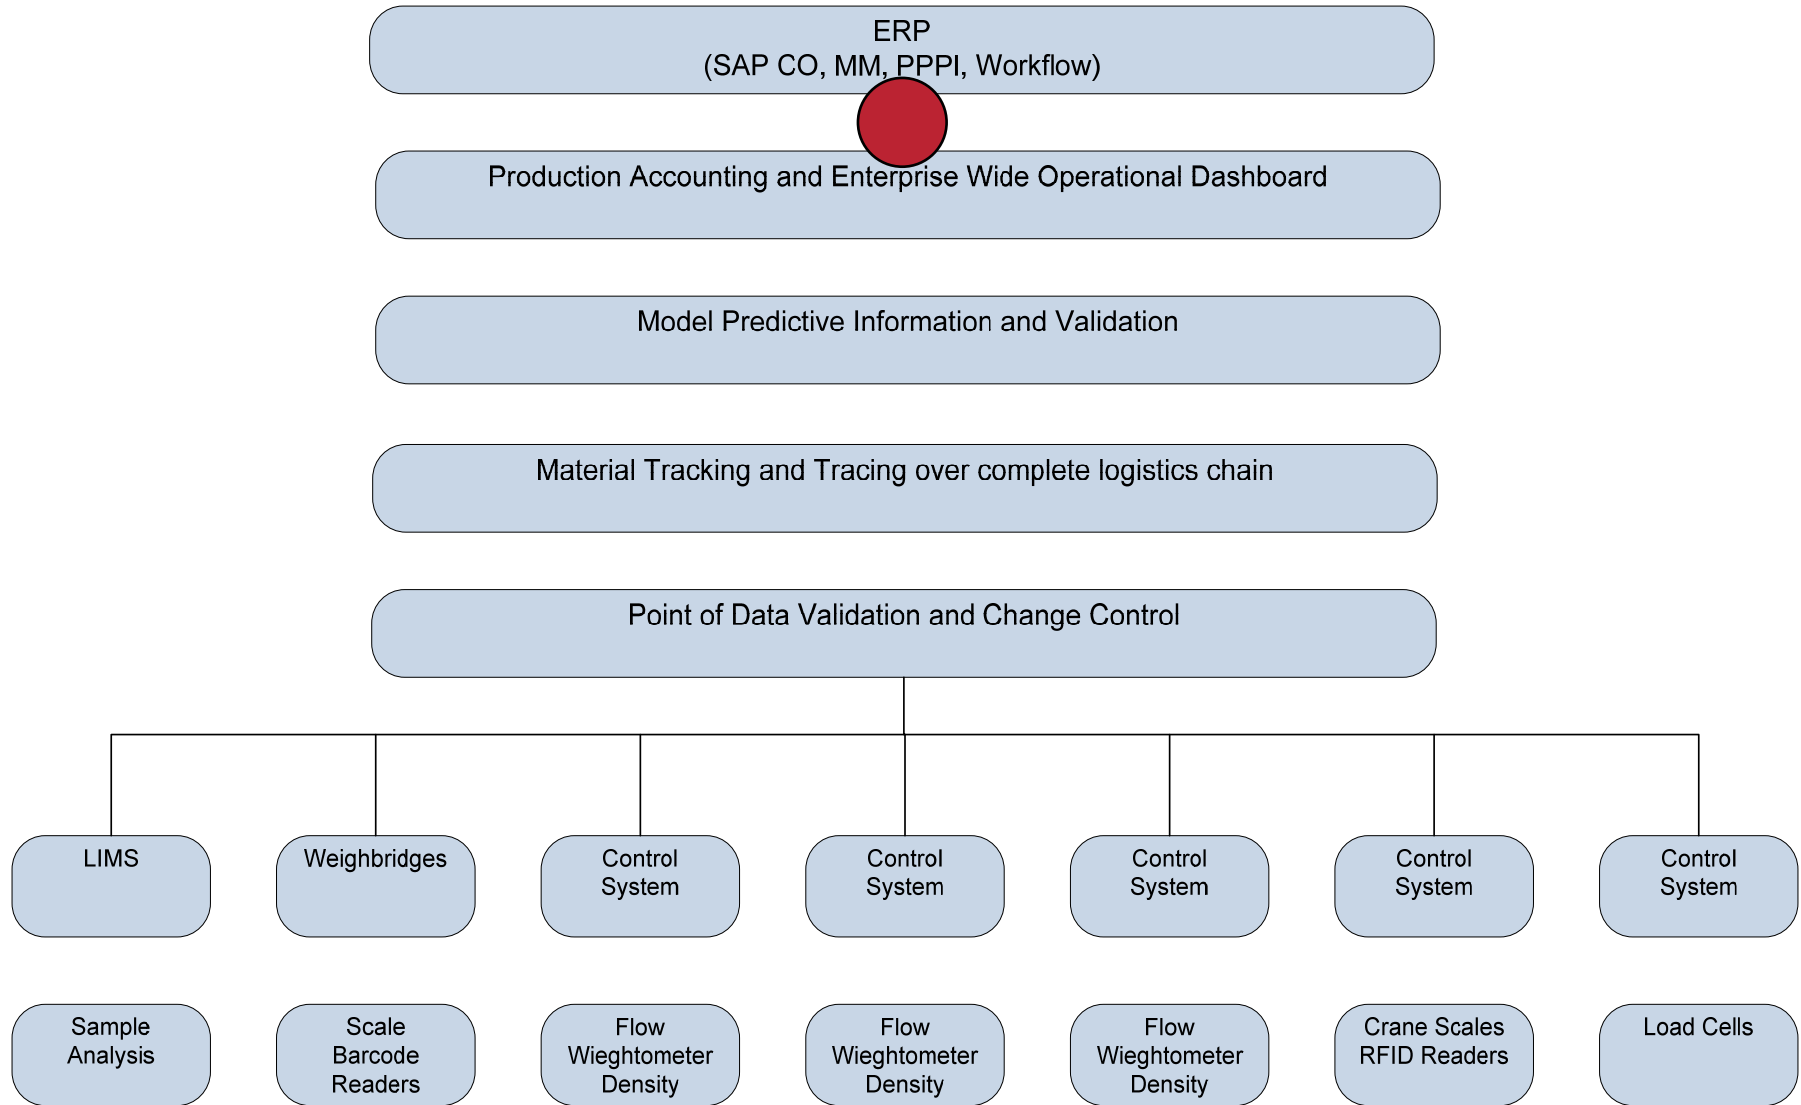 ERP
(SAP CO, MM, PPPI, Workflow)
Production Accounting and Enterprise Wide Operational Dashboard
Model Predictive Information and Validation
Material Tracking and Tracing over complete logistics chain
Point of Data Validation and Change Control
LIMS
Weighbridges
Control
System
Control
System
Control
System
Control
System
Control
System
Sample
Analysis
Scale
Barcode
Readers
Flow
Wieghtometer
Density
Flow
Wieghtometer
Density
Flow
Wieghtometer
Density
Crane Scales
RFID Readers
Load Cells